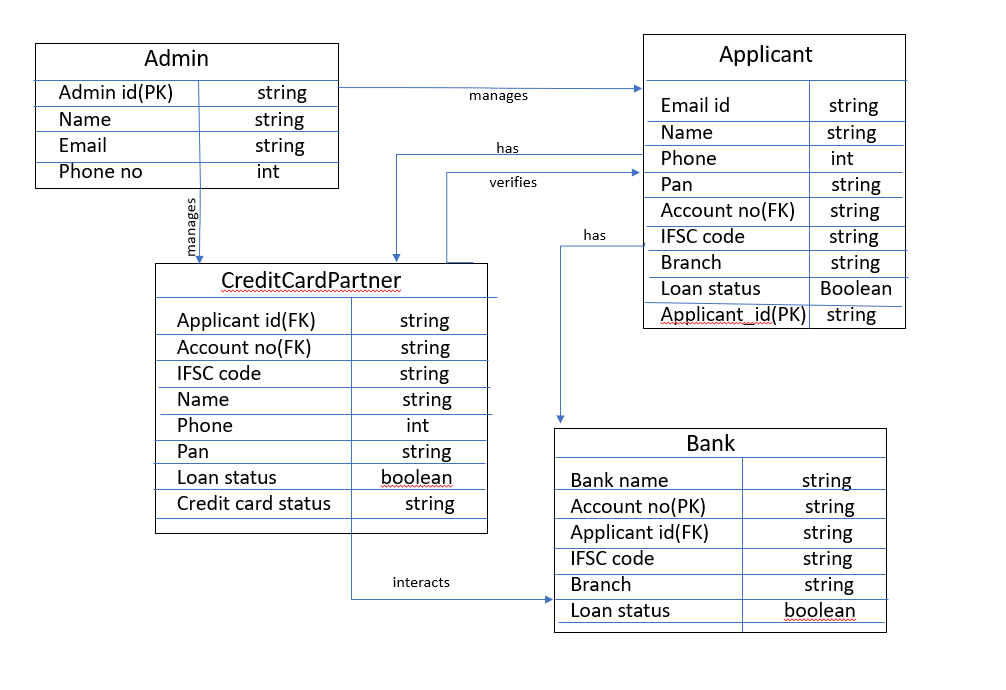 Admin
Admin id(PK) string
Name string
Email string
Phone no int
manages
Applicant
Email id string
Name string
Phone int
Pan string
Account no(FK) string
IFSC code string
Branch string
Loan status Boolean
Applicant_id(PK) string
has
verifies
manages
has
CreditCardPartner
Applicant id(FK) string
Account no(FK) string
IFSC code string
Name string
Phone int
Pan string
Loan status boolean
Credit card status string
interacts
Bank
Bank name string
Account no(PK) string
Applicant id(FK) string
IFSC code string
Branch string
Loan status boolean